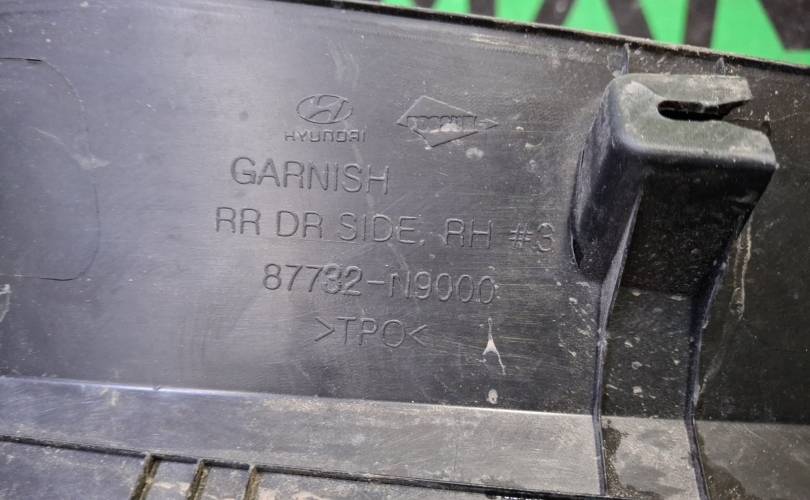 HYUNDAI
GARNISH
RR DR SIDE, RH #3
87732-N9000
>TPO<